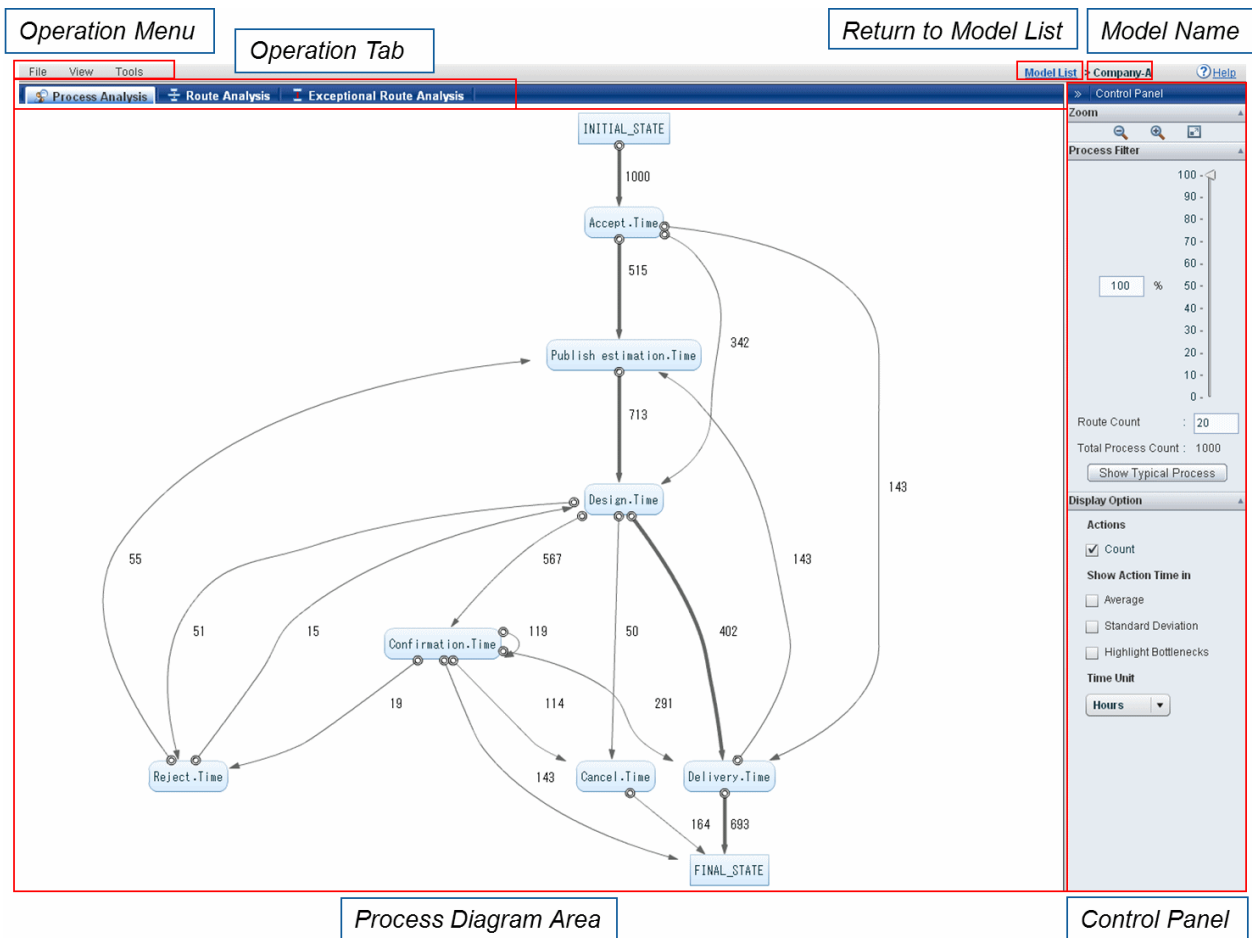 Operation Menu
Operation Tab
Return to Model List
Model Name
File View Tools
Model List > Company-A
Help
Process Analysis
Route Analysis
Exceptional Route Analysis
» Control Panel
Zoom
Process Filter
100 -
90 -
80 -
70 -
60 -
100 % 50 -
40 -
30 -
20 -
10 -
0 -
Route Count : 20
Total Process Count : 1000
Show Typical Process
Display Option
Actions
Count
Show Action Time in
Average
Standard Deviation
Highlight Bottlenecks
Time Unit
Hours
INITIAL_STATE
1000
Accept.Time
515
342
Publish estimation.Time
713
143
Design.Time
55
567
143
51
15
119
50
402
Confirmation.Time
19
114
291
Reject.Time
143
Cancel.Time
Delivery.Time
164
693
FINAL_STATE
Process Diagram Area
Control Panel